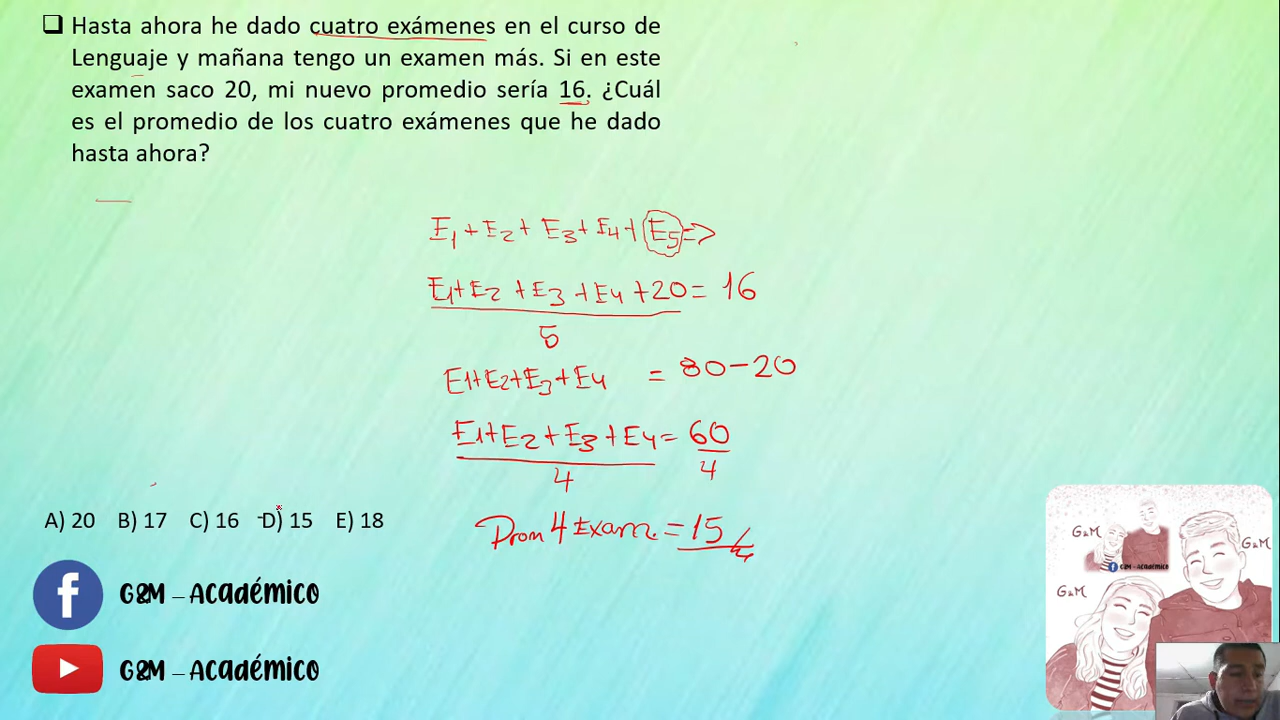 Hasta ahora he dado cuatro exámenes en el curso de
Lenguaje y mañana tengo un examen más. Si en este
examen saco 20, mi nuevo promedio sería 16. ¿Cuál
es el promedio de los cuatro exámenes que he dado
hasta ahora?
E1 + E2 + E3 + E4 + E5 =>
E1+E2 + E3 + E4 + 20 = 16
5
E1+E2+E3+E4 = 80-20
E1+E2 + E3 + E4 = 60
4 4
Prom 4 Exam. = 15
A) 20 B) 17 C) 16 D) 15 E) 18
G&M – Académico
G&M – Académico
G&M
G&M
G&M – Académico
G&M